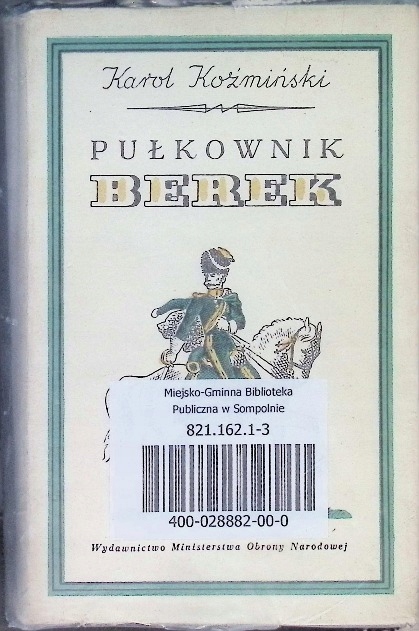 Karol Koźmiński
PUŁKOWNIK
BEREK
Miejsko-Gminna Biblioteka
Publiczna w Sompolnie
821.162.1-3
400-028882-00-0
Wydawnictwo Ministerstwa Obrony Narodowej